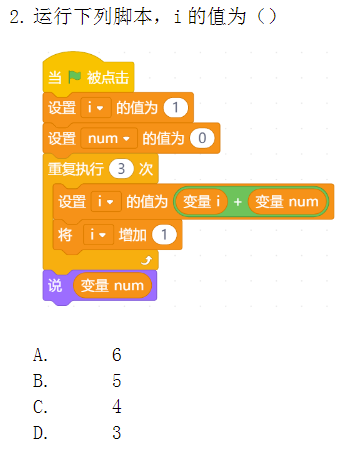 2. 运行下列脚本，i 的值为（）
当 被点击
设置 i 的值为 1
设置 num 的值为 0
重复执行 3 次
设置 i 的值为 变量 i + 变量 num
将 i 增加 1
说 变量 num
A. 6
B. 5
C. 4
D. 3